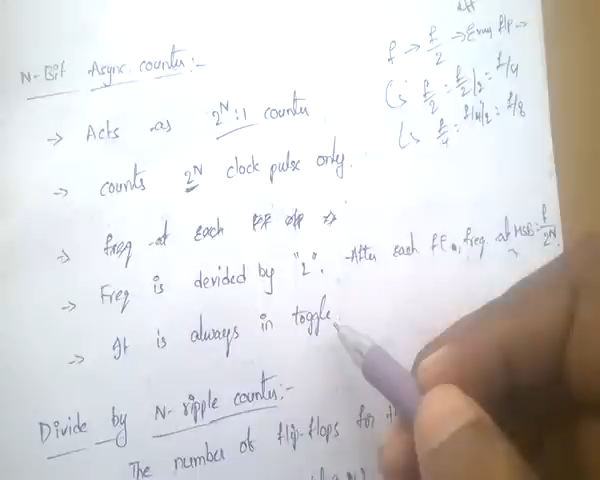 N-Bit Async counter:-
f → f/2 → Every f/p →
↳ f/2 = f/2/2 = f/4
↳ f/4 = f/4/2 = f/8
→ Acts as 2^N:1 counter
→ counts 2^N clock pulse only.
→ freq at each FF o/p →
→ Freq is devided by "2". After each FF, freq. at MSB = f/2^N.
→ It is always in toggle
Divide by N-ripple counter:-
The number of flip-flops for